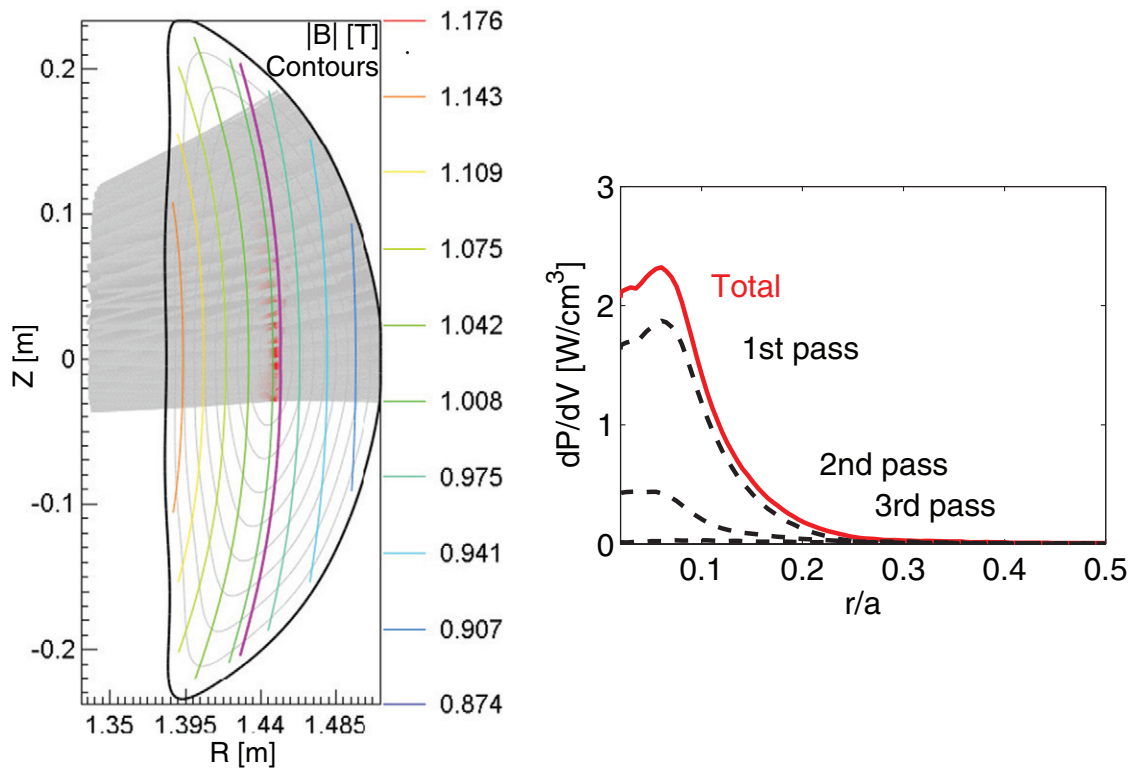 |B| [T]
Contours
0.2
0.1
0
-0.1
-0.2
Z [m]
1.35
1.395
1.44
1.485
R [m]
1.176
1.143
1.109
1.075
1.042
1.008
0.975
0.941
0.907
0.874
3
2
1
0
dP/dV [W/cm³]
Total
1st pass
2nd pass
3rd pass
0.1
0.2
0.3
0.4
0.5
r/a